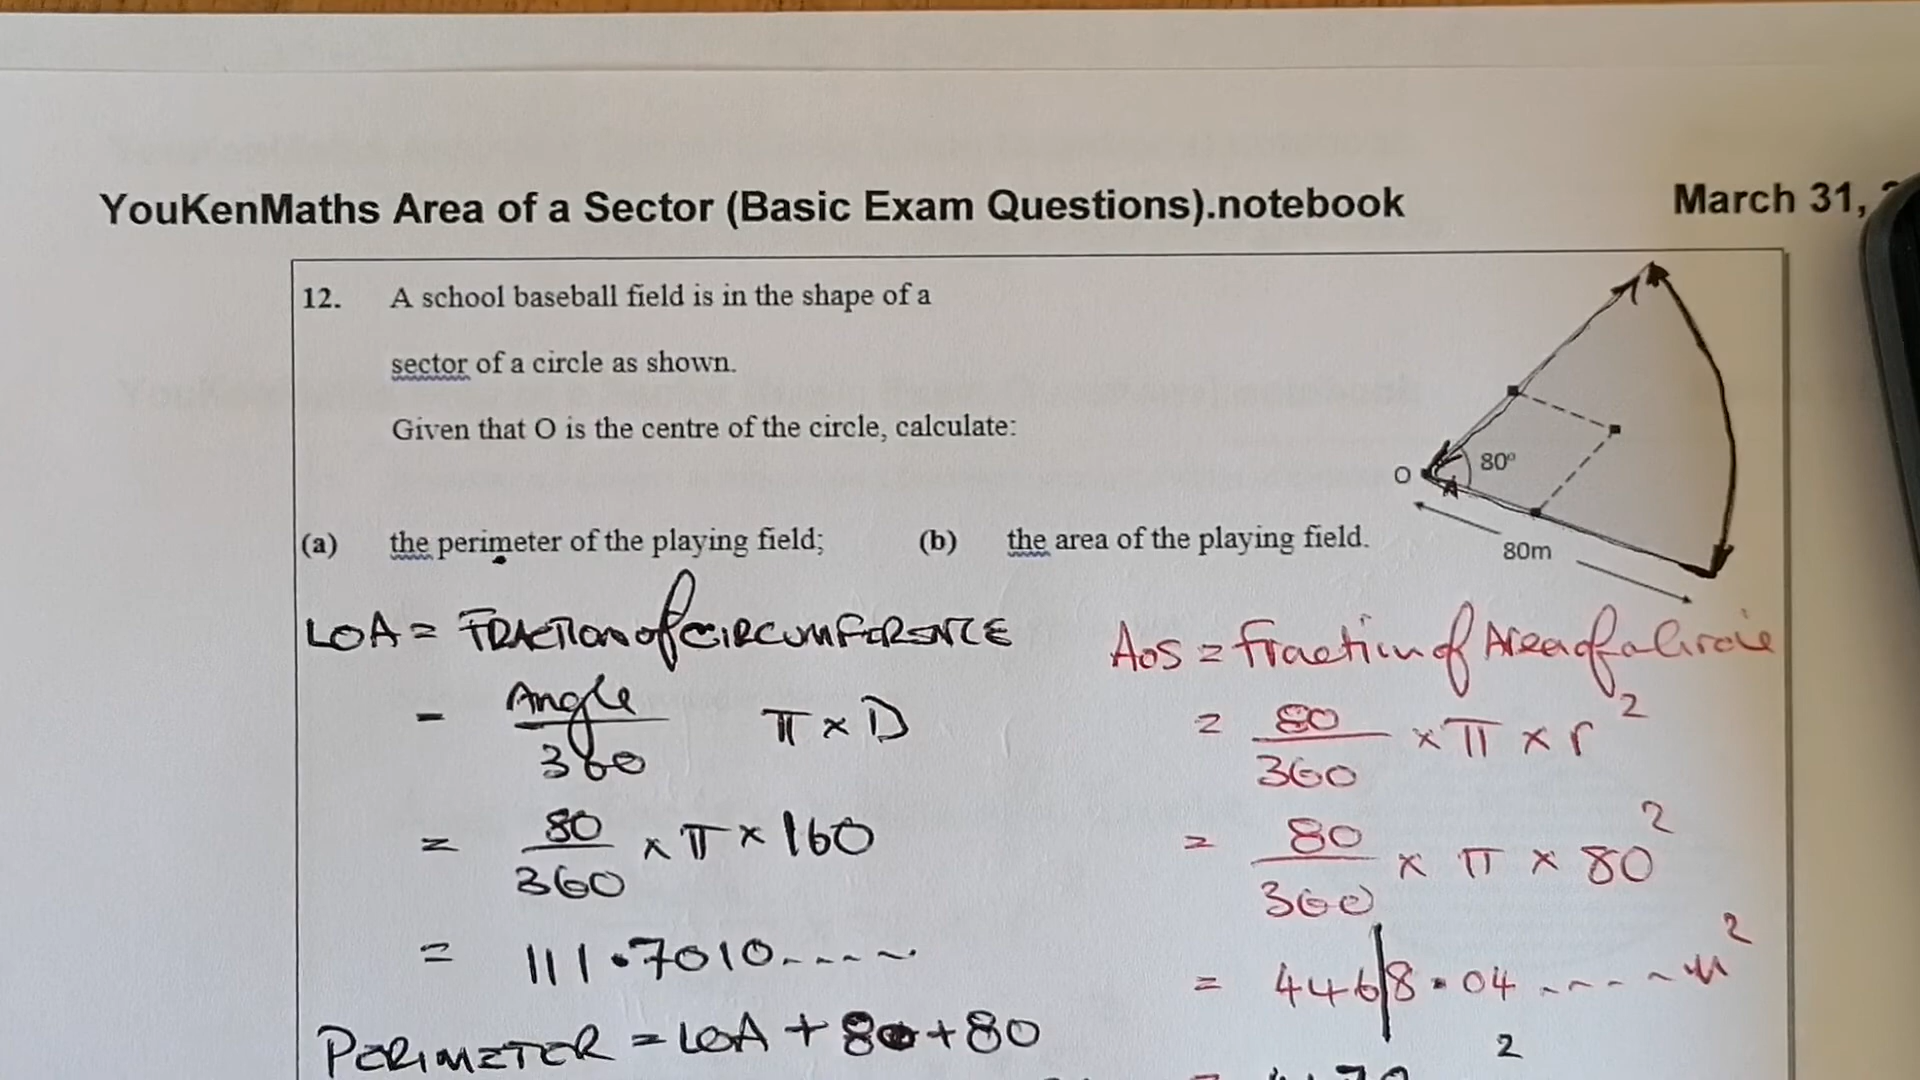 YouKenMaths Area of a Sector (Basic Exam Questions).notebook March 31,
12. A school baseball field is in the shape of a
sector of a circle as shown.
Given that O is the centre of the circle, calculate:
O 80°
80m
(a) the perimeter of the playing field; (b) the area of the playing field.
LOA = FRACTION of CIRCUMFERENCE
= Angle/360 π × D
= 80/360 × π × 160
= 111.7010.....
PERIMETER = LOA + 80 + 80
AOS = Fraction of Area of a Circle
= 80/360 × π × r²
= 80/360 × π × 80²
= 446|8.04 ..... m²
2